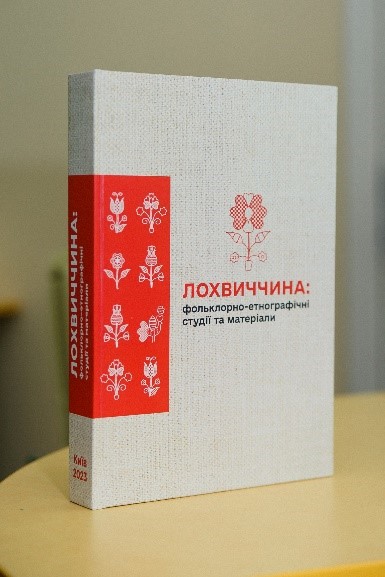 ЛОХВИЧЧИНА:
фольклорно-етнографічні
студії та матеріали
ЛОХВИЧЧИНА:
фольклорно-етнографічні
студії та матеріали
Київ
2023